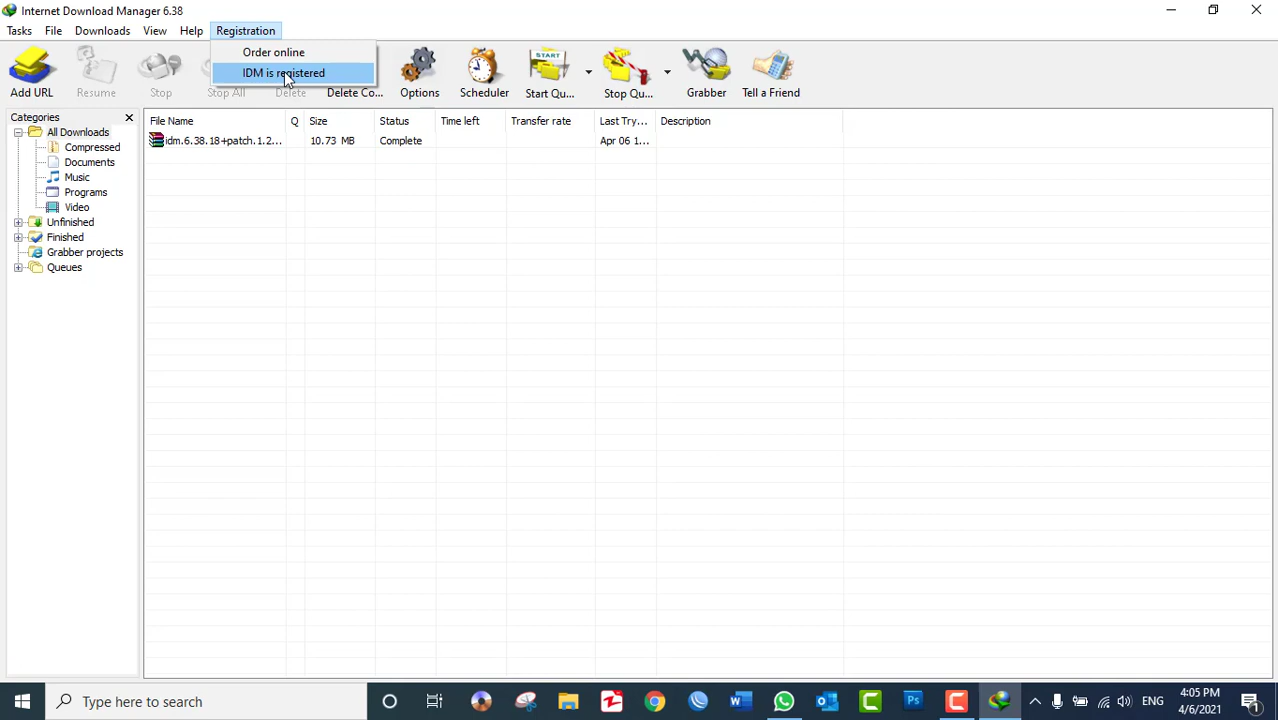 Internet Download Manager 6.38
Tasks File Downloads View Help Registration
Order online
IDM is registered
Add URL Resume Stop Stop All Delete Delete Co... Options Scheduler Start Qu... Stop Qu... Grabber Tell a Friend
START
Categories
All Downloads
Compressed
Documents
Music
Programs
Video
Unfinished
Finished
Grabber projects
Queues
File Name Q Size Status Time left Transfer rate Last Try... Description
idm.6.38.18+patch.1.2... 10.73 MB Complete Apr 06 1...
Type here to search
ENG
4:05 PM
4/6/2021
1